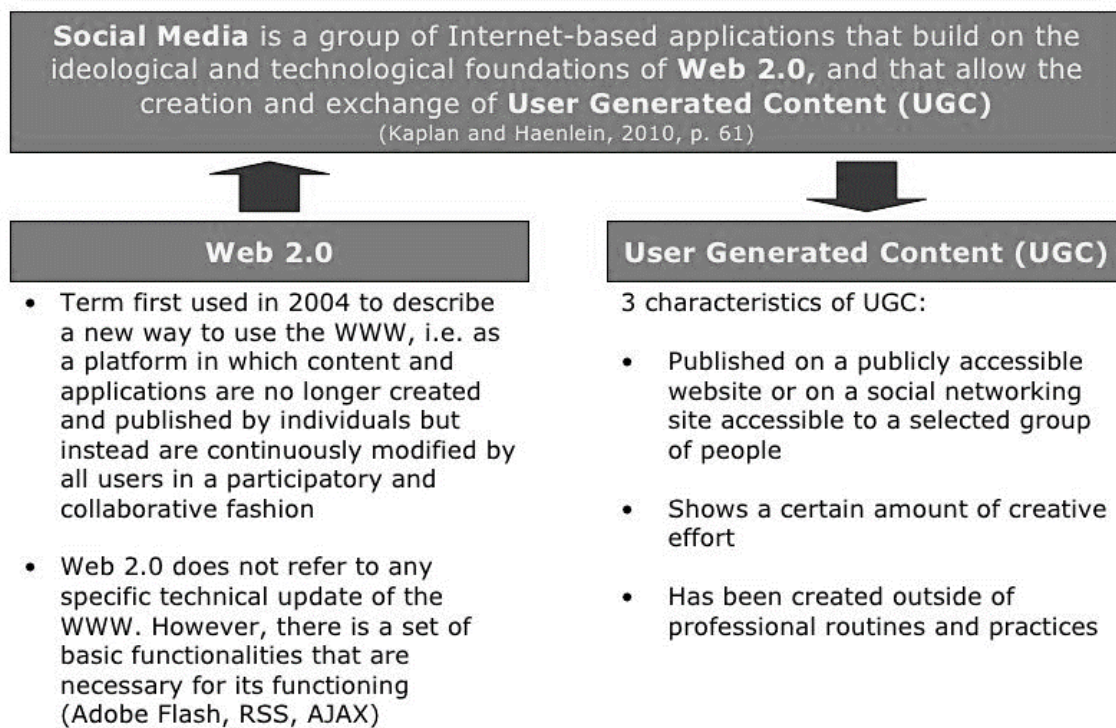 Social Media is a group of Internet-based applications that build on the
ideological and technological foundations of Web 2.0, and that allow the
creation and exchange of User Generated Content (UGC)
(Kaplan and Haenlein, 2010, p. 61)
Web 2.0
• Term first used in 2004 to describe
a new way to use the WWW, i.e. as
a platform in which content and
applications are no longer created
and published by individuals but
instead are continuously modified by
all users in a participatory and
collaborative fashion
• Web 2.0 does not refer to any
specific technical update of the
WWW. However, there is a set of
basic functionalities that are
necessary for its functioning
(Adobe Flash, RSS, AJAX)
User Generated Content (UGC)
3 characteristics of UGC:
• Published on a publicly accessible
website or on a social networking
site accessible to a selected group
of people
• Shows a certain amount of creative
effort
• Has been created outside of
professional routines and practices